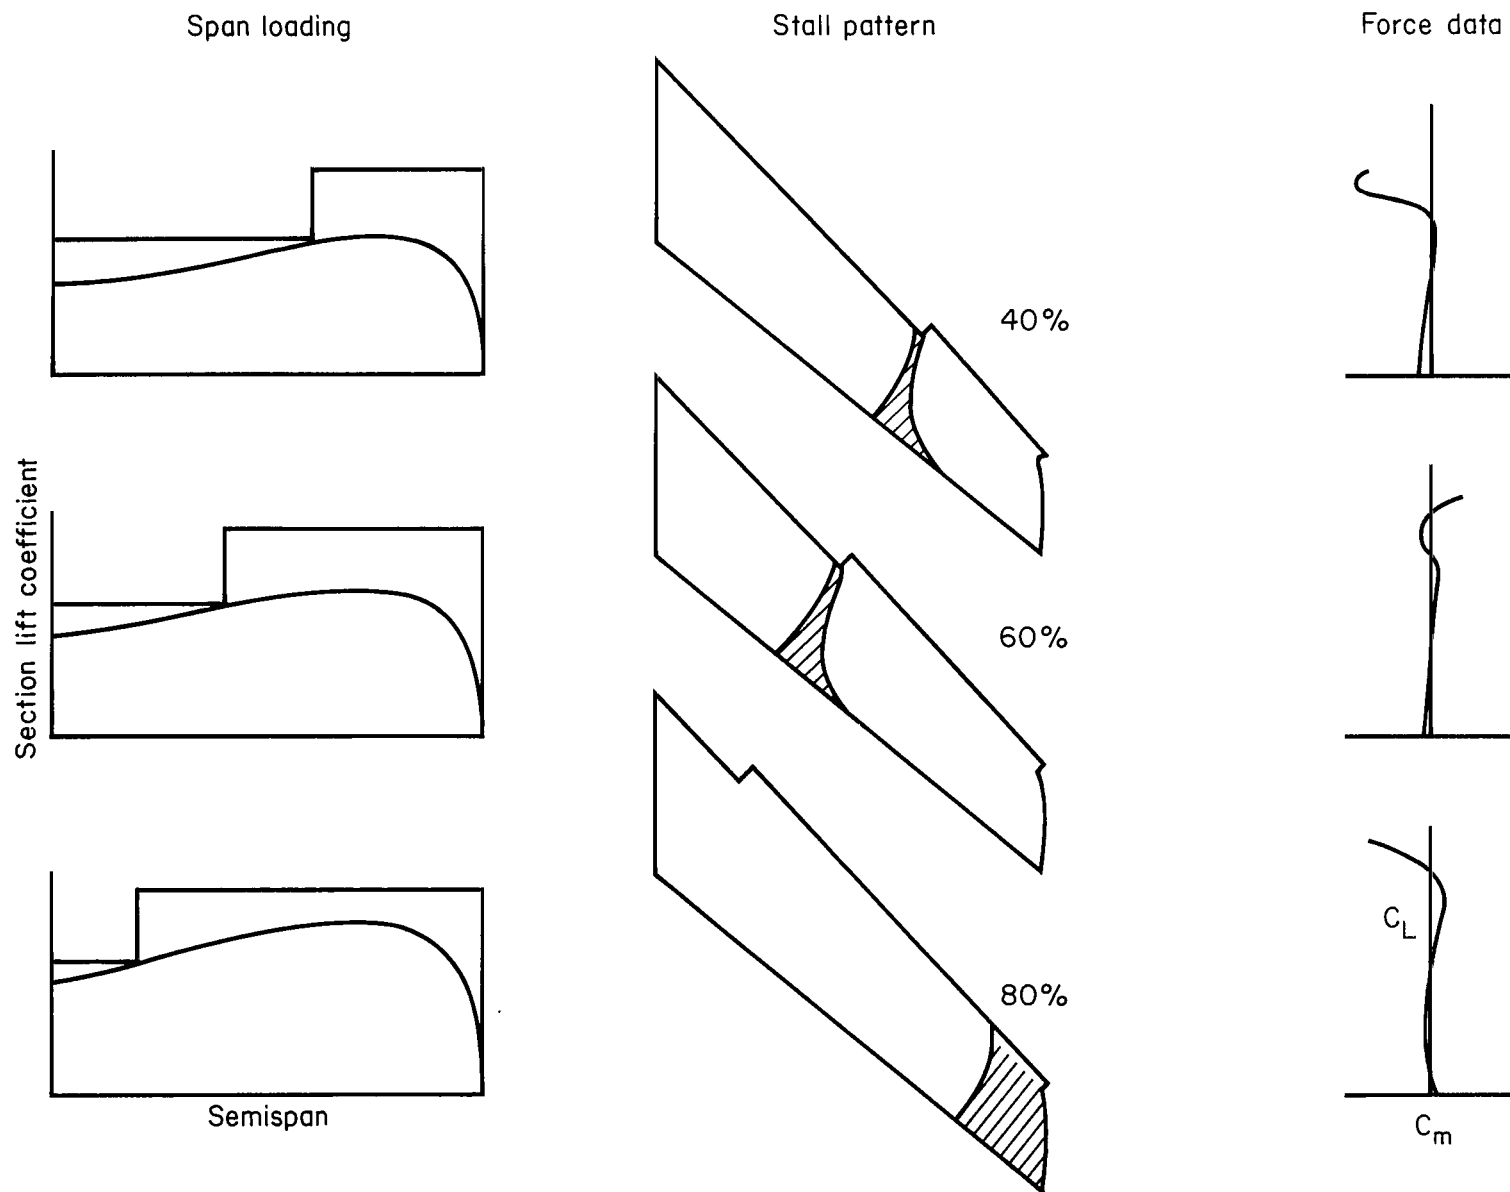 Span loading
Stall pattern
Force data
40%
Section lift coefficient
60%
80%
C_L
Semispan
C_m